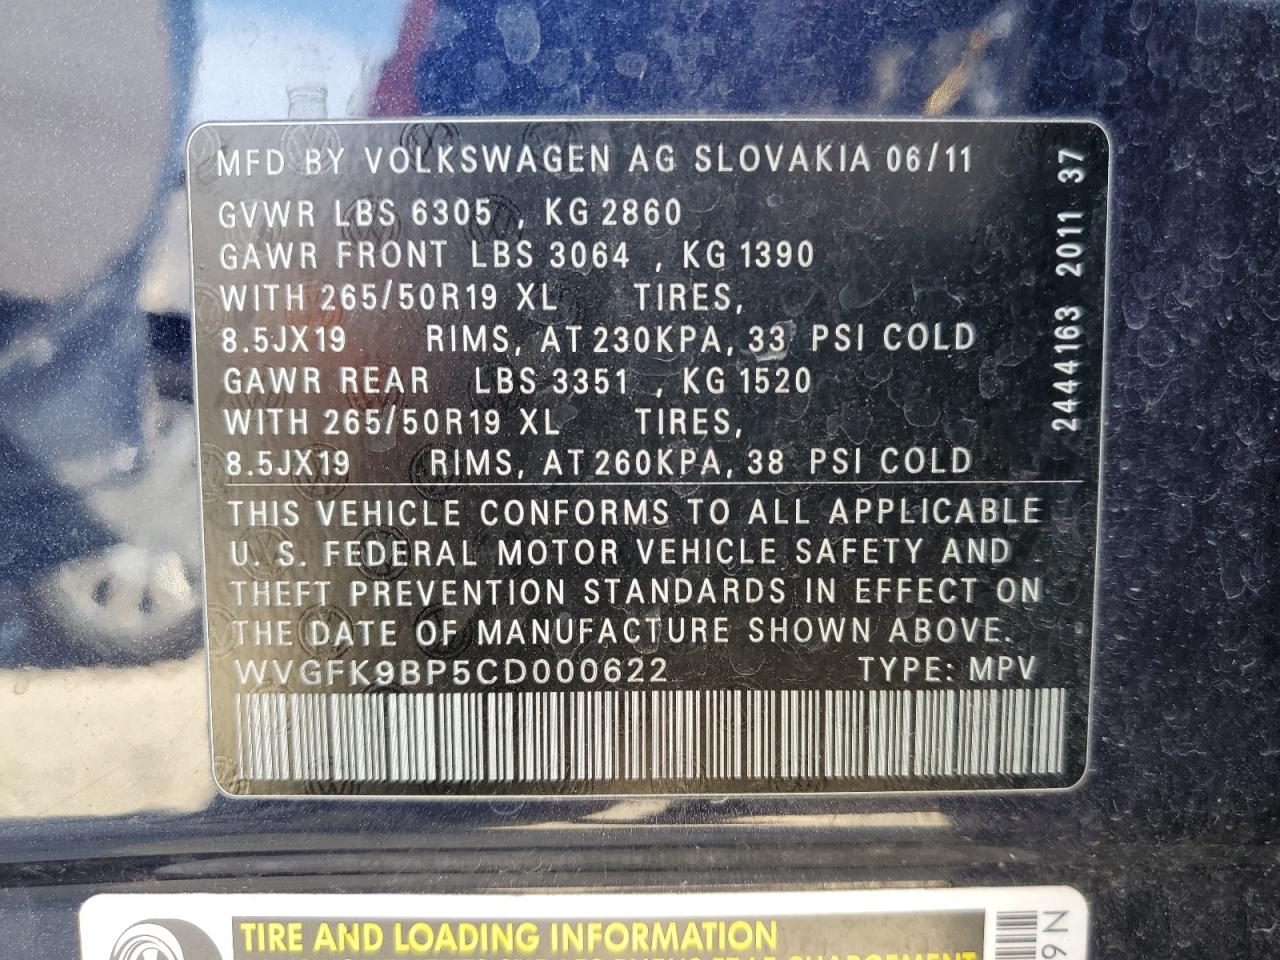 MFD BY VOLKSWAGEN AG SLOVAKIA 06/11
GVWR LBS 6305 , KG 2860
GAWR FRONT LBS 3064 , KG 1390
WITH 265/50R19 XL TIRES,
8.5JX19 RIMS, AT 230KPA, 33 PSI COLD
GAWR REAR LBS 3351 , KG 1520
WITH 265/50R19 XL TIRES,
8.5JX19 RIMS, AT 260KPA, 38 PSI COLD
THIS VEHICLE CONFORMS TO ALL APPLICABLE
U. S. FEDERAL MOTOR VEHICLE SAFETY AND
THEFT PREVENTION STANDARDS IN EFFECT ON
THE DATE OF MANUFACTURE SHOWN ABOVE.
WVGFK9BP5CD000622 TYPE: MPV
2444163 2011 37
TIRE AND LOADING INFORMATION